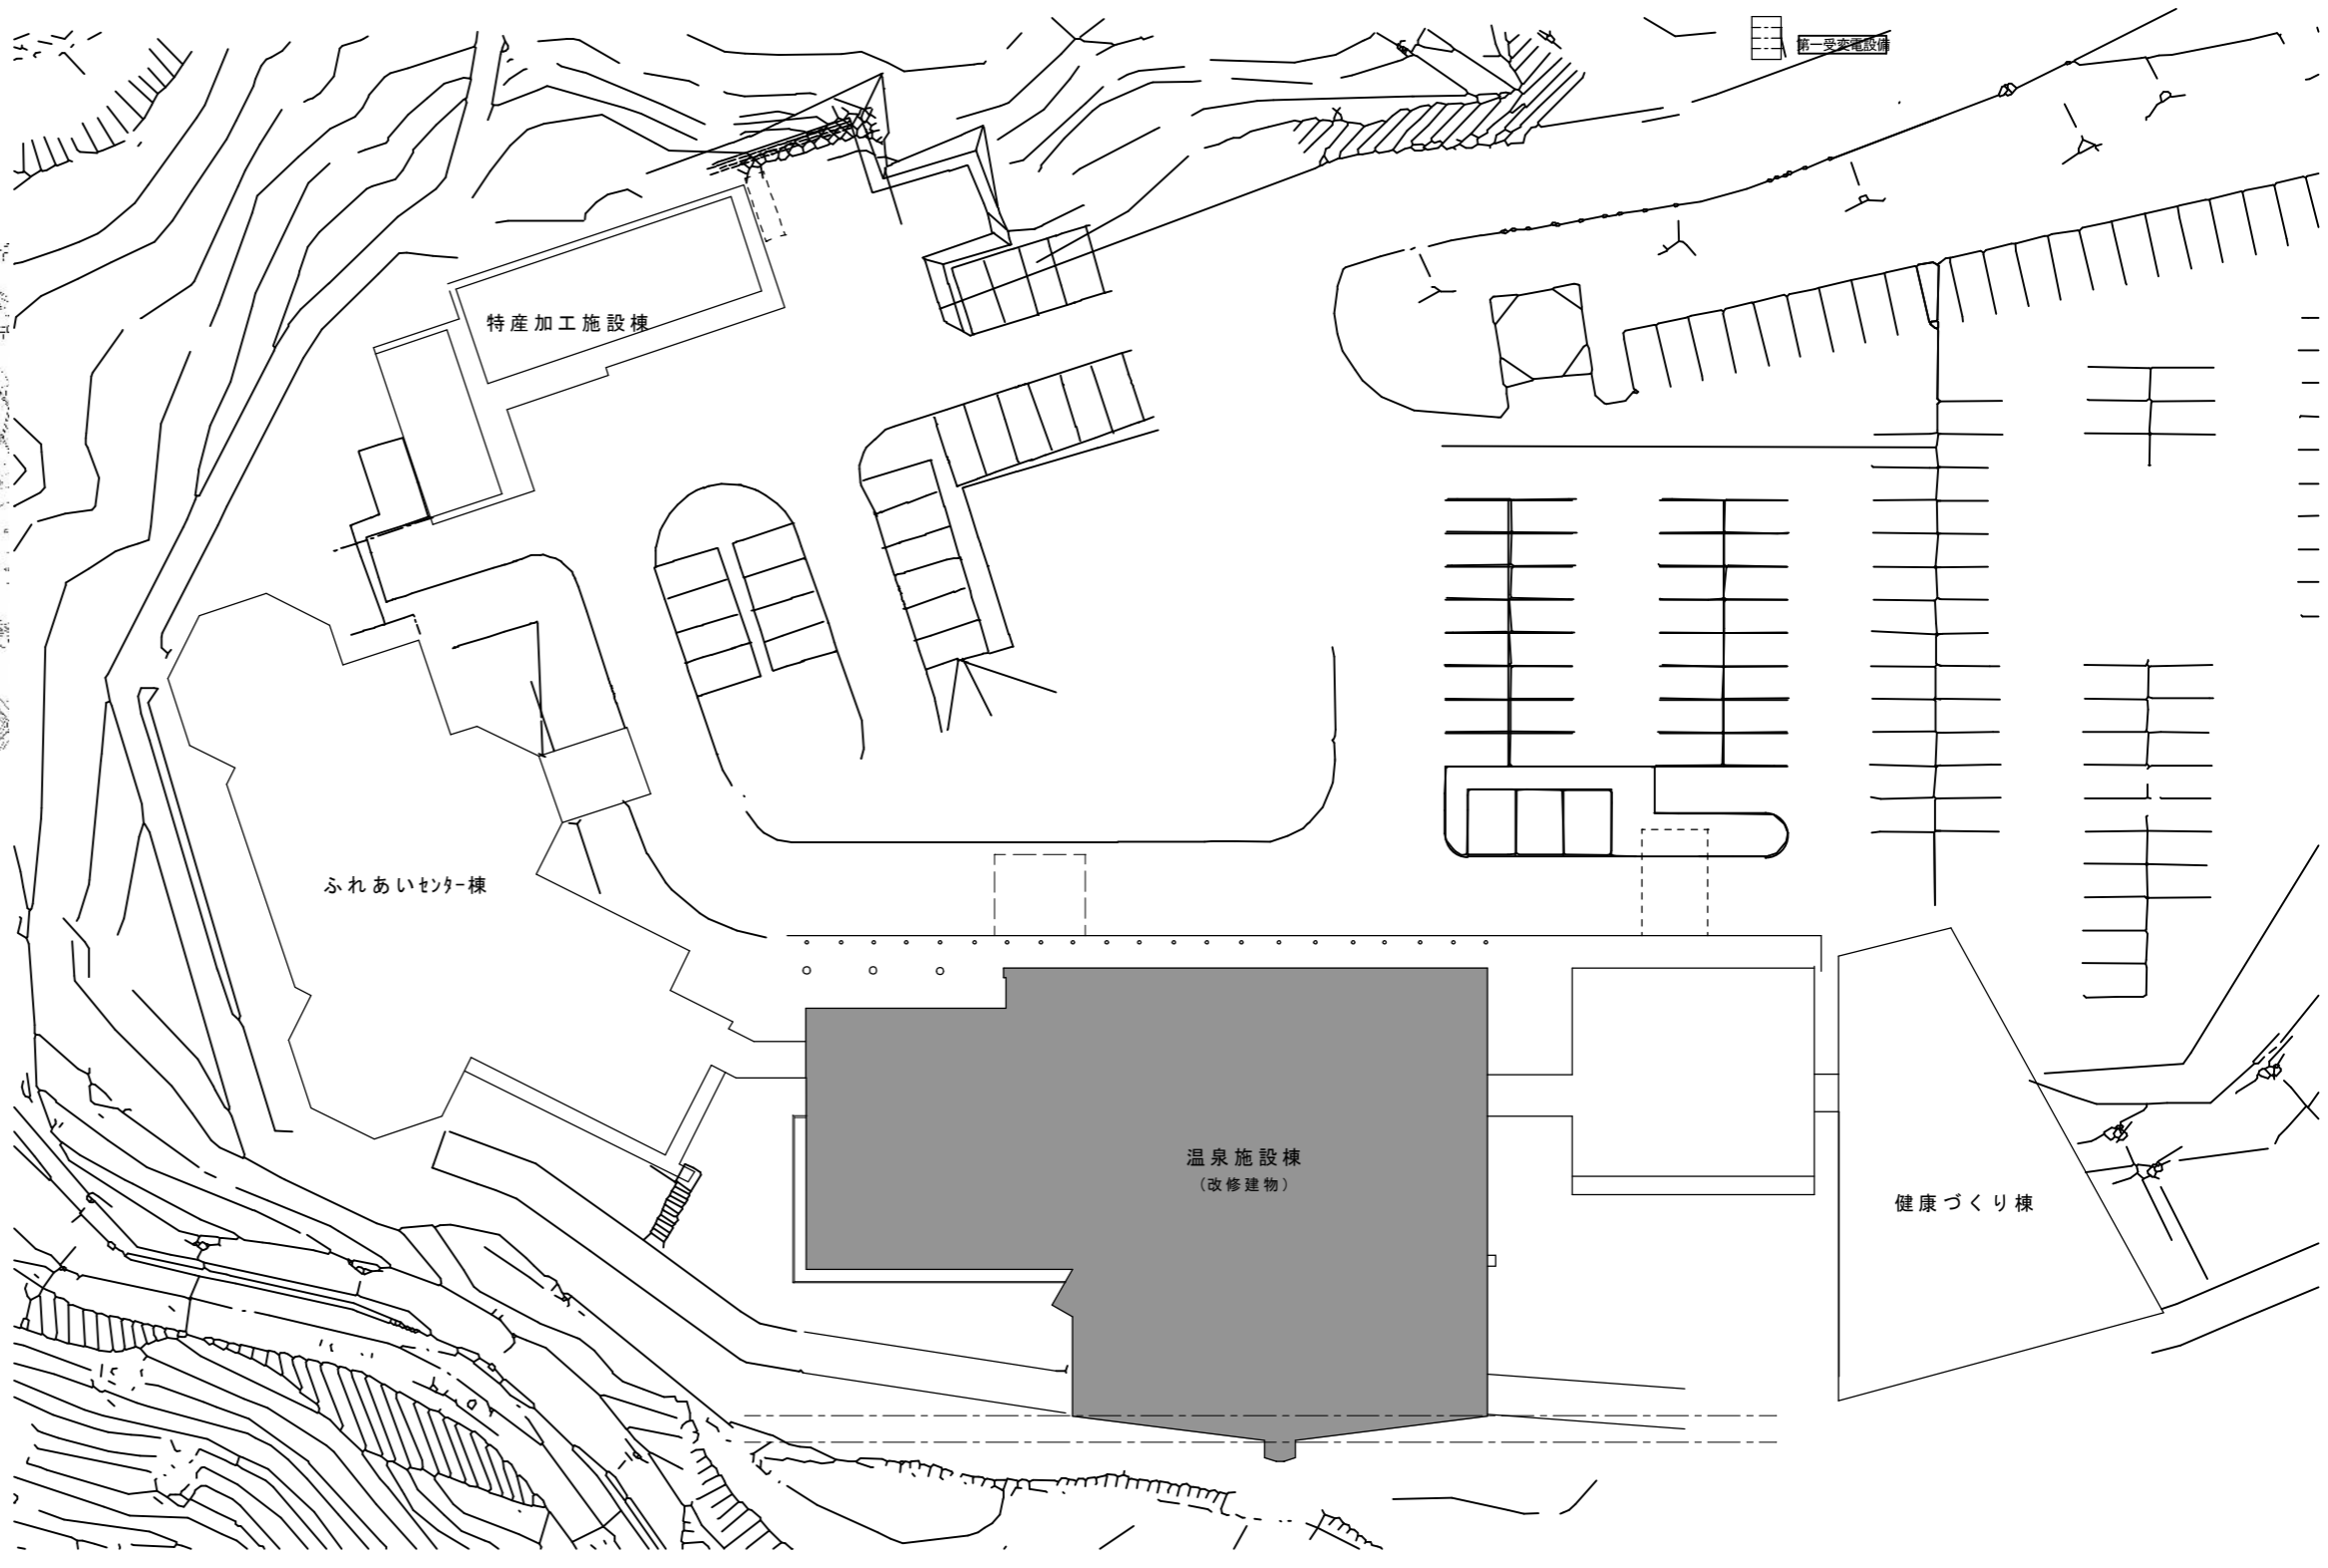 第一受変電設備
特産加工施設棟
ふれあいセンター棟
温泉施設棟
(改修建物)
健康づくり棟